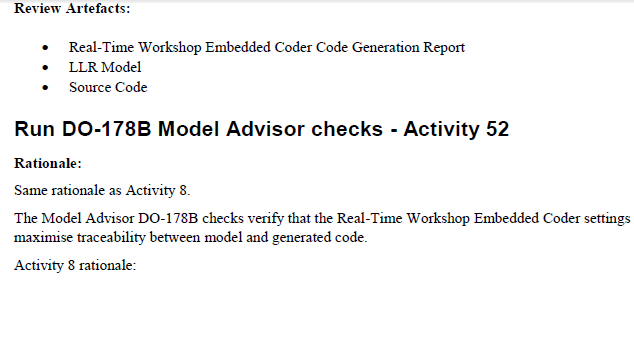 Review Artefacts:
• Real-Time Workshop Embedded Coder Code Generation Report
• LLR Model
• Source Code
Run DO-178B Model Advisor checks - Activity 52
Rationale:
Same rationale as Activity 8.
The Model Advisor DO-178B checks verify that the Real-Time Workshop Embedded Coder settings
maximise traceability between model and generated code.
Activity 8 rationale: